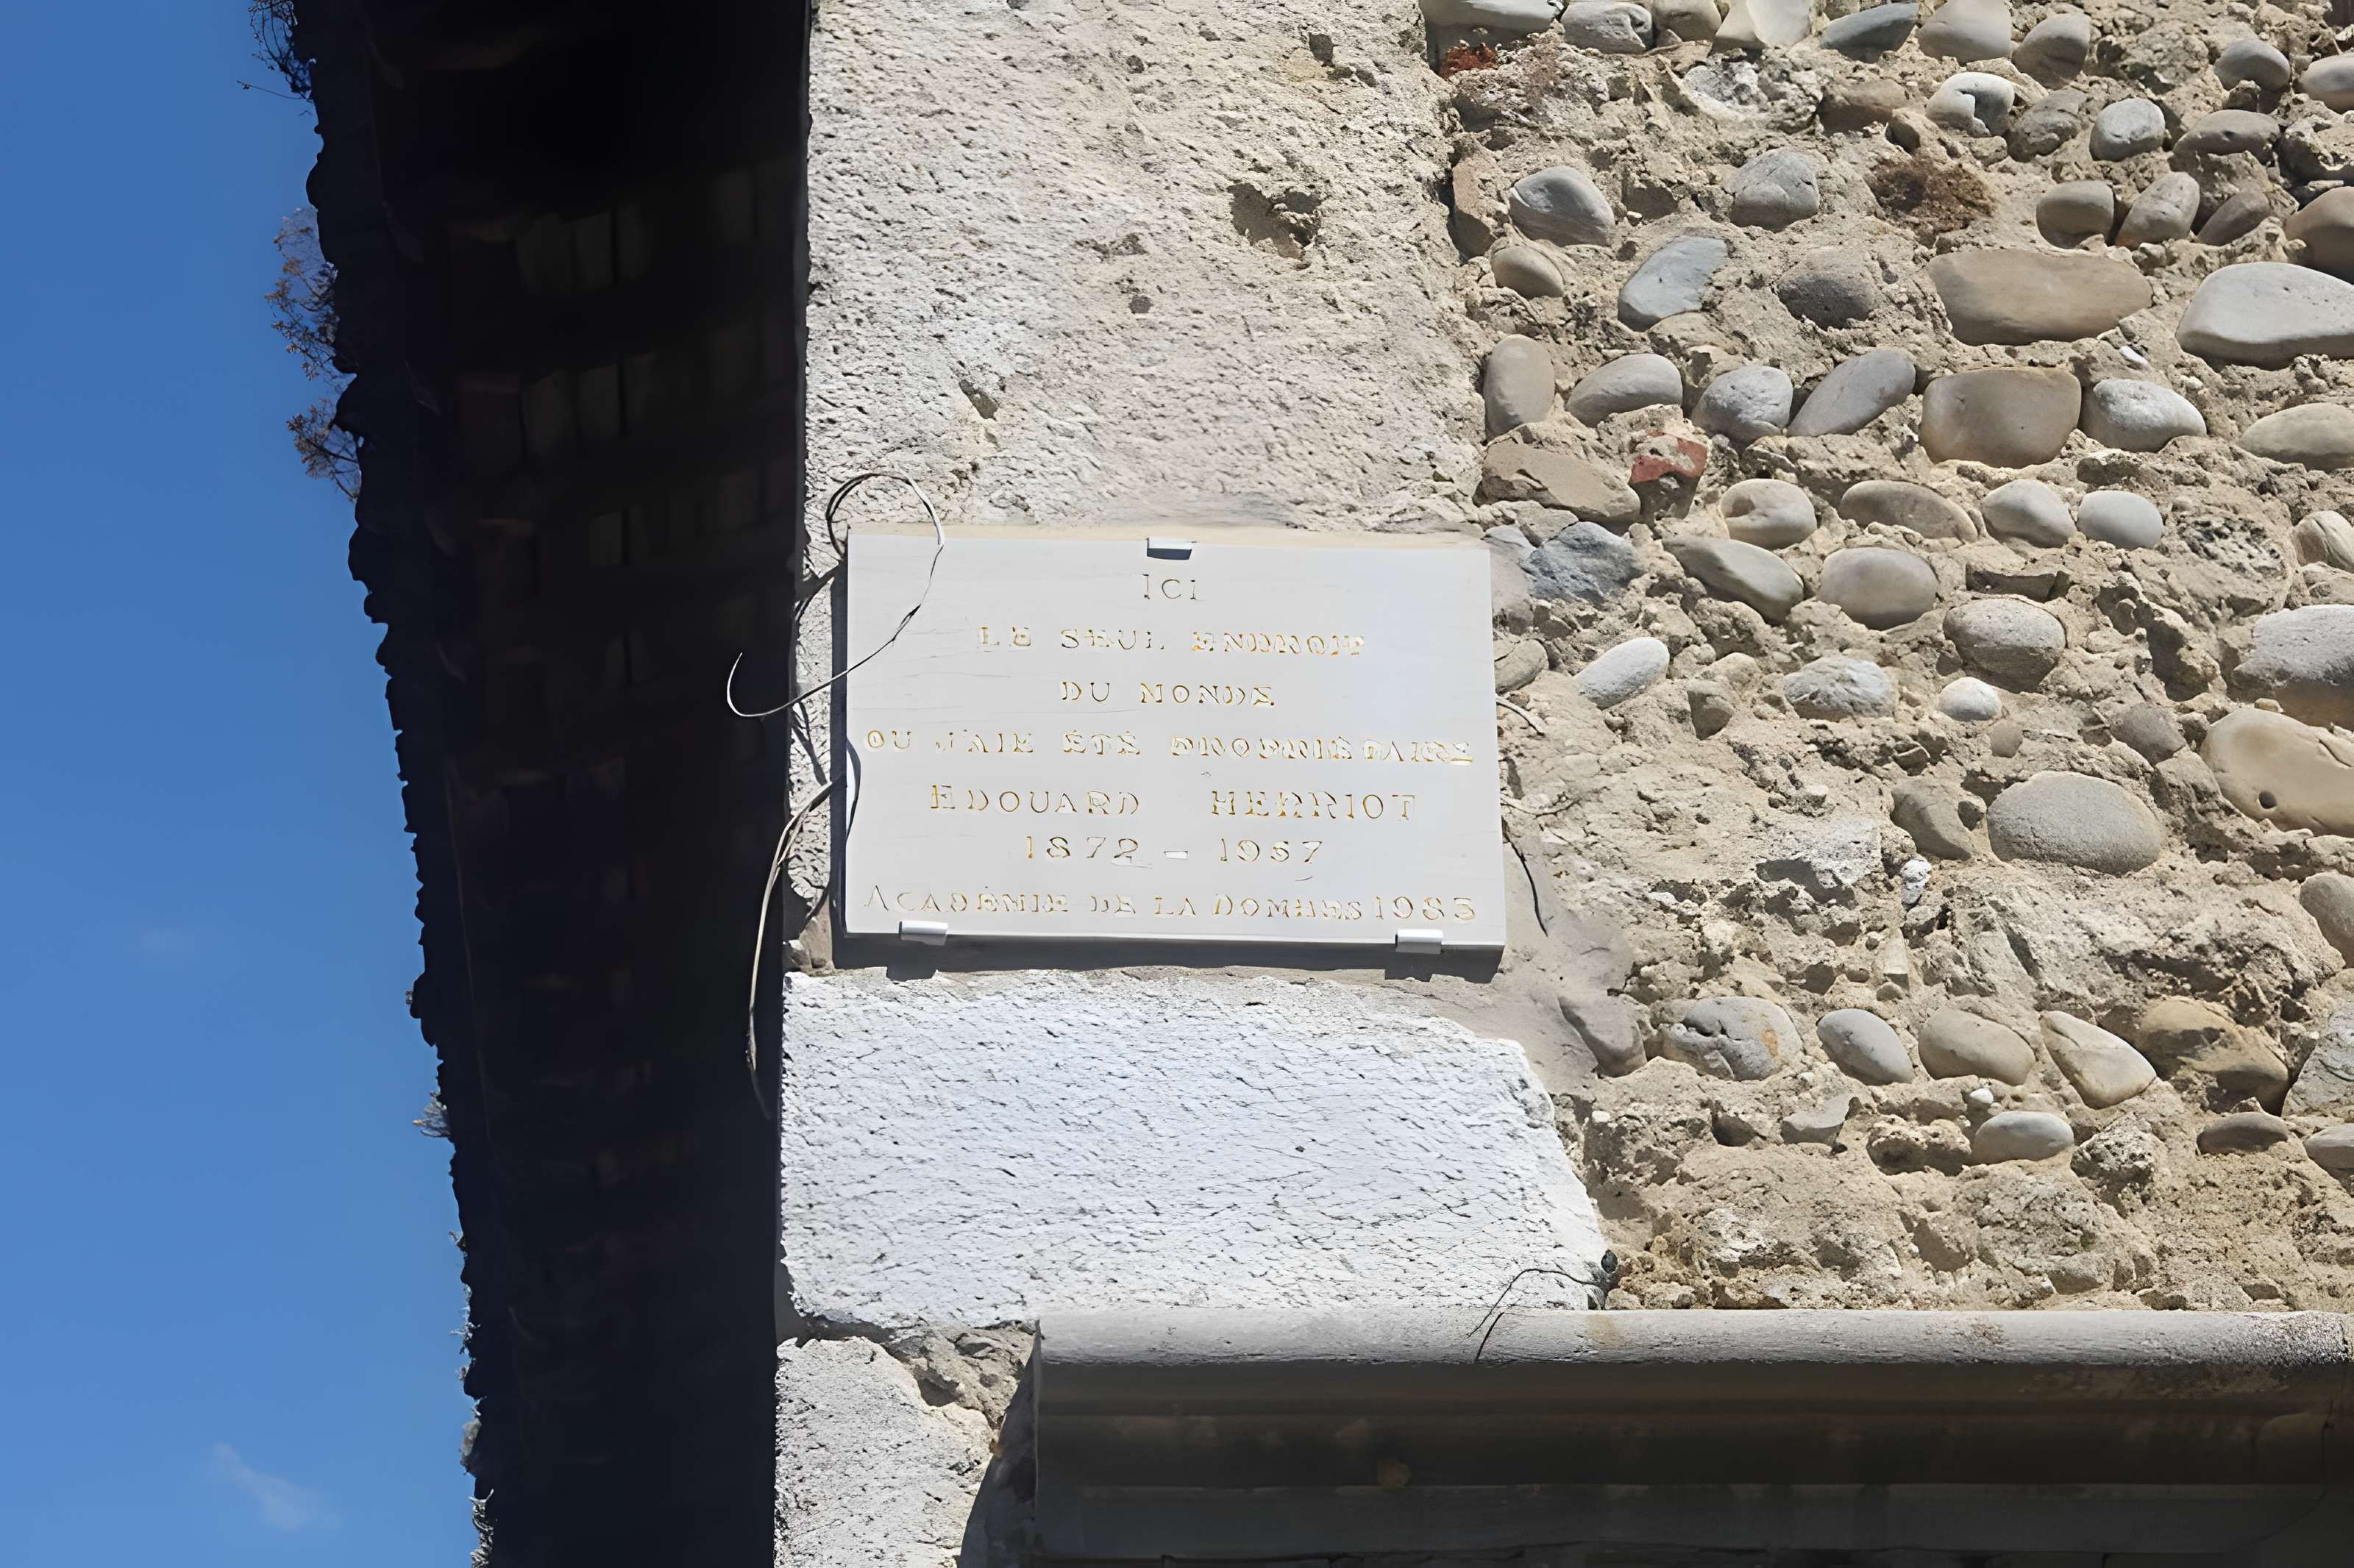 ICI
LE SEUL ENDROIT
DU MONDE
OU J'AIE ÉTÉ PROPRIÉTAIRE
EDOUARD HERRIOT
1872 - 1957
ACADÉMIE DE LA DOMBES 1983